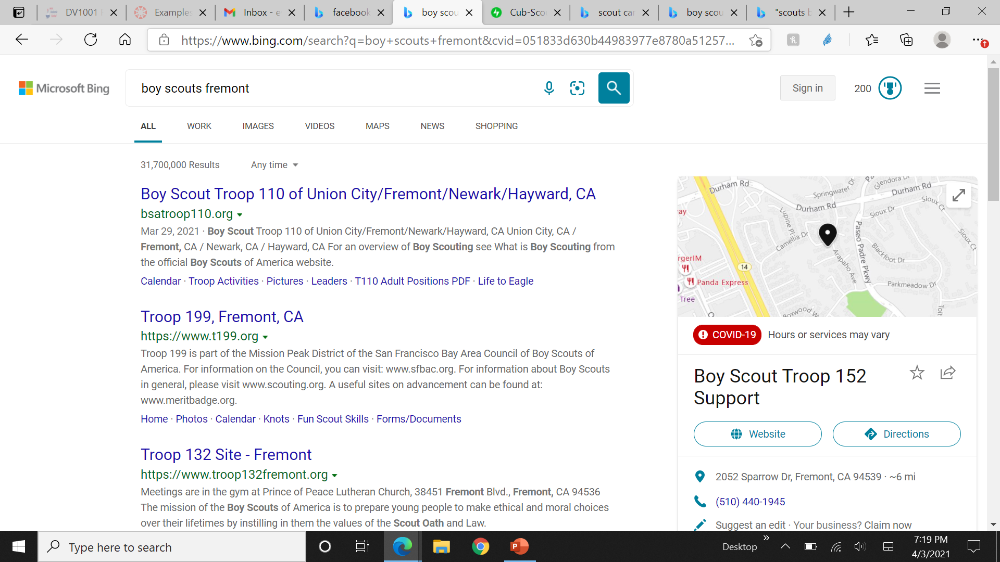 DV1001 F
Examples
Inbox - e
facebook
boy scou
Cub-Sco
scout car
boy scou
"scouts b
https://www.bing.com/search?q=boy+scouts+fremont&cvid=051833d630b44983977e8780a51257...
Microsoft Bing
boy scouts fremont
Sign in
200
ALL WORK IMAGES VIDEOS MAPS NEWS SHOPPING
31,700,000 Results Any time
Boy Scout Troop 110 of Union City/Fremont/Newark/Hayward, CA
bsatroop110.org
Mar 29, 2021 · Boy Scout Troop 110 of Union City/Fremont/Newark/Hayward, CA Union City, CA /
Fremont, CA / Newark, CA / Hayward, CA For an overview of Boy Scouting see What is Boy Scouting from
the official Boy Scouts of America website.
Calendar · Troop Activities · Pictures · Leaders · T110 Adult Positions PDF · Life to Eagle
Troop 199, Fremont, CA
https://www.t199.org
Troop 199 is part of the Mission Peak District of the San Francisco Bay Area Council of Boy Scouts of
America. For information on the Council, you can visit: www.sfbac.org. For information about Boy Scouts
in general, please visit www.scouting.org. A useful sites on advancement can be found at:
www.meritbadge.org.
Home · Photos · Calendar · Knots · Fun Scout Skills · Forms/Documents
Troop 132 Site - Fremont
https://www.troop132fremont.org
Meetings are in the gym at Prince of Peace Lutheran Church, 38451 Fremont Blvd., Fremont, CA 94536
The mission of the Boy Scouts of America is to prepare young people to make ethical and moral choices
over their lifetimes by instilling in them the values of the Scout Oath and Law.
Durham Rd
Springwater Dr
Glendora Dr
Durham Rd
Durham Rd
Sioux Ct
Sioux Dr
Lupine Pl
Camellia Dr
Paseo Padre Pkwy
Sioux Ct
Blackfoot Dr
Arapaho Ave
way
rgerIM
14
Panda Express
Parkmeadow Dr
Tree
Boxwood W
Tolt
COVID-19 Hours or services may vary
Boy Scout Troop 152
Support
Website
Directions
2052 Sparrow Dr, Fremont, CA 94539 · ~6 mi
(510) 440-1945
Suggest an edit · Your business? Claim now
Type here to search
Desktop
7:19 PM
4/3/2021